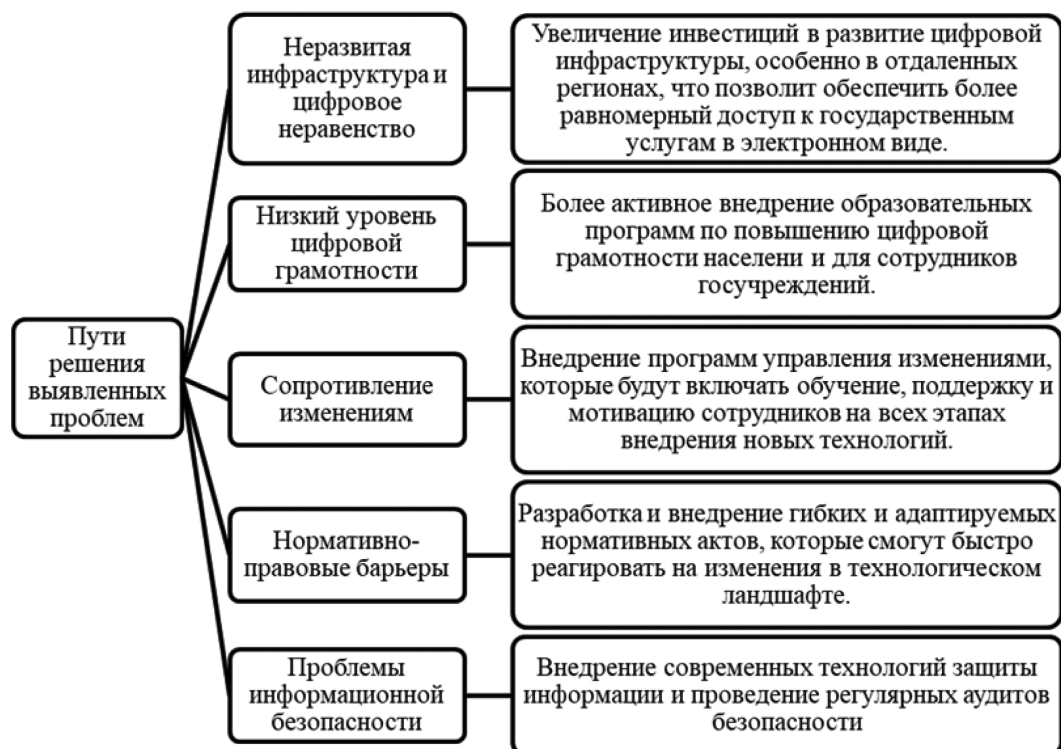 Пути
решения
выявленных
проблем
Неразвитая
инфраструктура и
цифровое
неравенство
Увеличение инвестиций в развитие цифровой
инфраструктуры, особенно в отдаленных
регионах, что позволит обеспечить более
равномерный доступ к государственным
услугам в электронном виде.
Низкий уровень
цифровой
грамотности
Более активное внедрение образовательных
программ по повышению цифровой
грамотности населени и для сотрудников
госучреждений.
Сопротивление
изменениям
Внедрение программ управления изменениями,
которые будут включать обучение, поддержку и
мотивацию сотрудников на всех этапах
внедрения новых технологий.
Нормативно-
правовые барьеры
Разработка и внедрение гибких и адаптируемых
нормативных актов, которые смогут быстро
реагировать на изменения в технологическом
ландшафте.
Проблемы
информационной
безопасности
Внедрение современных технологий защиты
информации и проведение регулярных аудитов
безопасности